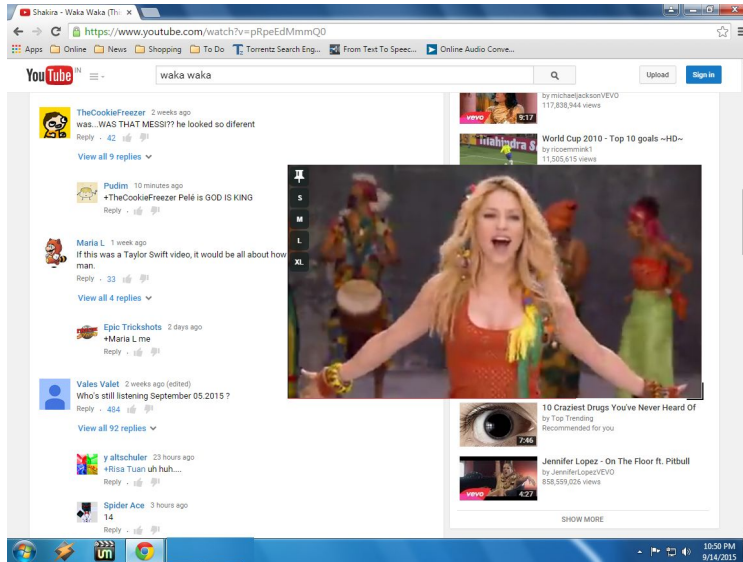 Shakira - Waka Waka (Thi
https://www.youtube.com/watch?v=pRpeEdMmmQ0
Apps Online News Shopping To Do Torrentz Search Eng... From Text To Speec... Online Audio Conve...
YouTube IN waka waka Upload Sign in
TheCookieFreezer 2 weeks ago
was...WAS THAT MESSI?? he looked so diferent
Reply · 42
View all 9 replies
Pudim 10 minutes ago
+TheCookieFreezer Pelé is GOD IS KING
Reply ·
Maria L 1 week ago
If this was a Taylor Swift video, it would be all about how
man.
Reply · 33
View all 4 replies
Epic Trickshots 2 days ago
+Maria L me
Reply ·
Vales Valet 2 weeks ago (edited)
Who's still listening September 05.2015 ?
Reply · 484
View all 92 replies
y altschuler 23 hours ago
+Risa Tuan uh huh....
Reply ·
Spider Ace 3 hours ago
14
Reply ·
S
M
L
XL
by michaeljacksonVEVO
117,838,944 views
vevo 9:17
World Cup 2010 - Top 10 goals ~HD~
by ricoemmink1
11,505,615 views
10 Craziest Drugs You've Never Heard Of
by Top Trending
Recommended for you
7:46
Jennifer Lopez - On The Floor ft. Pitbull
by JenniferLopezVEVO
858,559,026 views
vevo 4:27
SHOW MORE
10:50 PM
9/14/2015